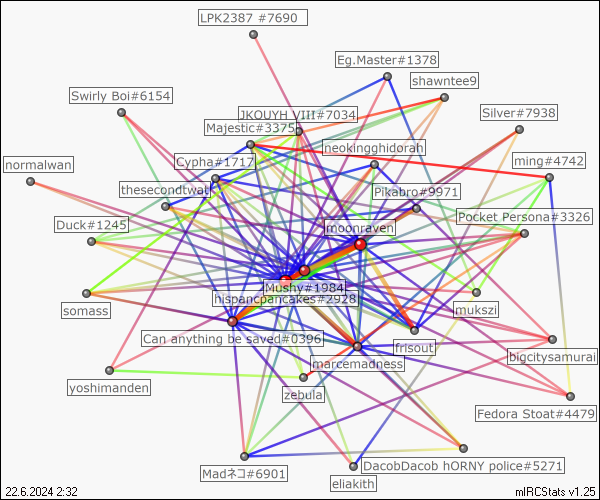 LPK2387 #7690
Eg.Master#1378
shawntee9
Swirly Boi#6154
JKOUYH VIII#7034
Silver#7938
Majestic#3375
neokingghidorah
normalwan
Cypha#1717
ming#4742
thesecondtwat
Pikabro#9971
Duck#1245
Pocket Persona#3326
moonraven
Mushy#1984
hispancpancakes#2928
somass
mukszi
Can anything be saved#0396
frisout
bigcitysamurai
marcemadness
yoshimanden
zebula
Fedora Stoat#4479
Madネコ#6901
DacobDacob hORNY police#5271
eliakith
22.6.2024 2:32
mIRCStats v1.25